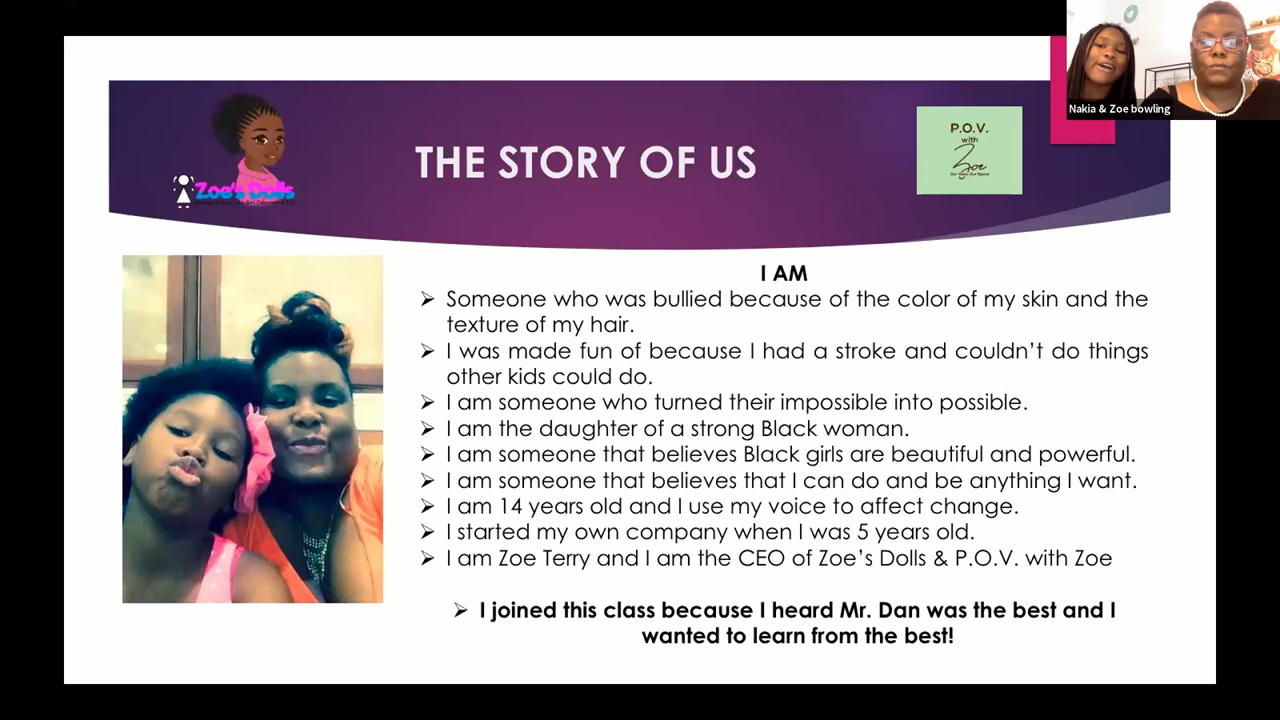 Nakia & Zoe bowling
THE STORY OF US
P.O.V.
with
Zoe
Zoe's Dolls
I AM
➢ Someone who was bullied because of the color of my skin and the
texture of my hair.
➢ I was made fun of because I had a stroke and couldn't do things
other kids could do.
➢ I am someone who turned their impossible into possible.
➢ I am the daughter of a strong Black woman.
➢ I am someone that believes Black girls are beautiful and powerful.
➢ I am someone that believes that I can do and be anything I want.
➢ I am 14 years old and I use my voice to affect change.
➢ I started my own company when I was 5 years old.
➢ I am Zoe Terry and I am the CEO of Zoe's Dolls & P.O.V. with Zoe
➢ I joined this class because I heard Mr. Dan was the best and I
wanted to learn from the best!